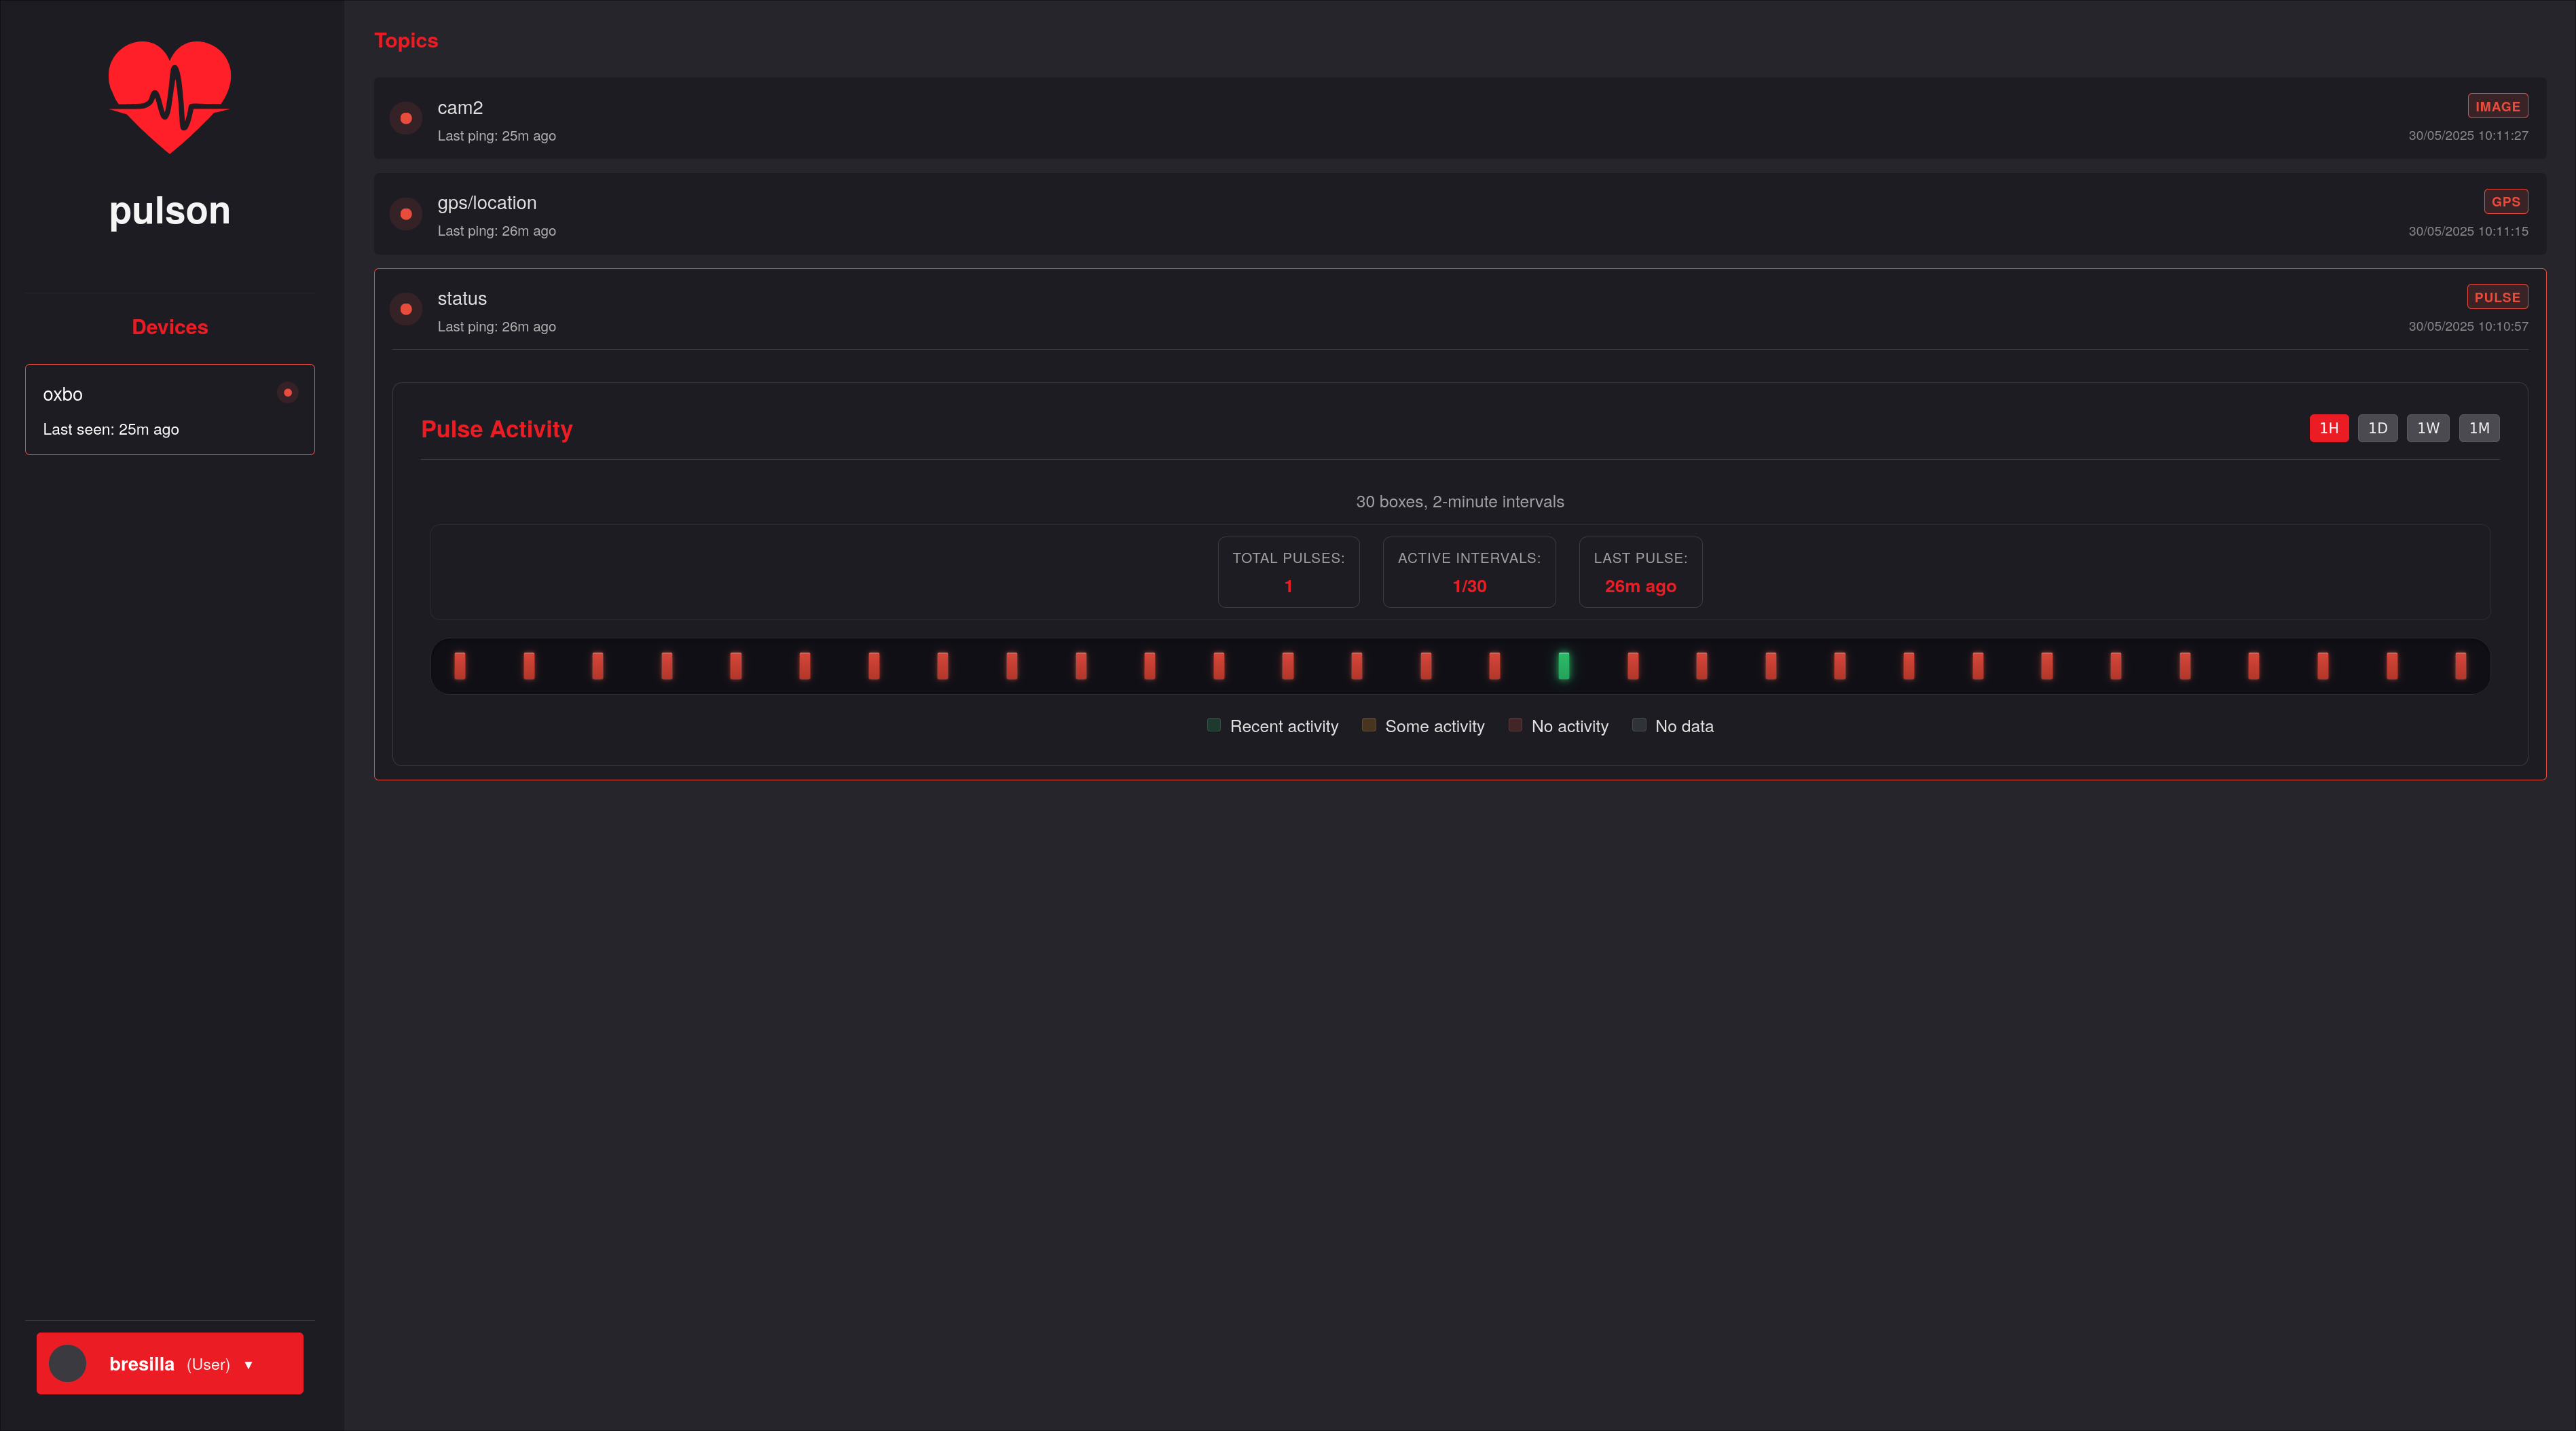 pulson
Devices
oxbo
Last seen: 25m ago
bresilla (User) ▼
Topics
cam2
IMAGE
Last ping: 25m ago
30/05/2025 10:11:27
gps/location
GPS
Last ping: 26m ago
30/05/2025 10:11:15
status
PULSE
Last ping: 26m ago
30/05/2025 10:10:57
Pulse Activity
1H 1D 1W 1M
30 boxes, 2-minute intervals
TOTAL PULSES: ACTIVE INTERVALS: LAST PULSE:
1 1/30 26m ago
Recent activity Some activity No activity No data